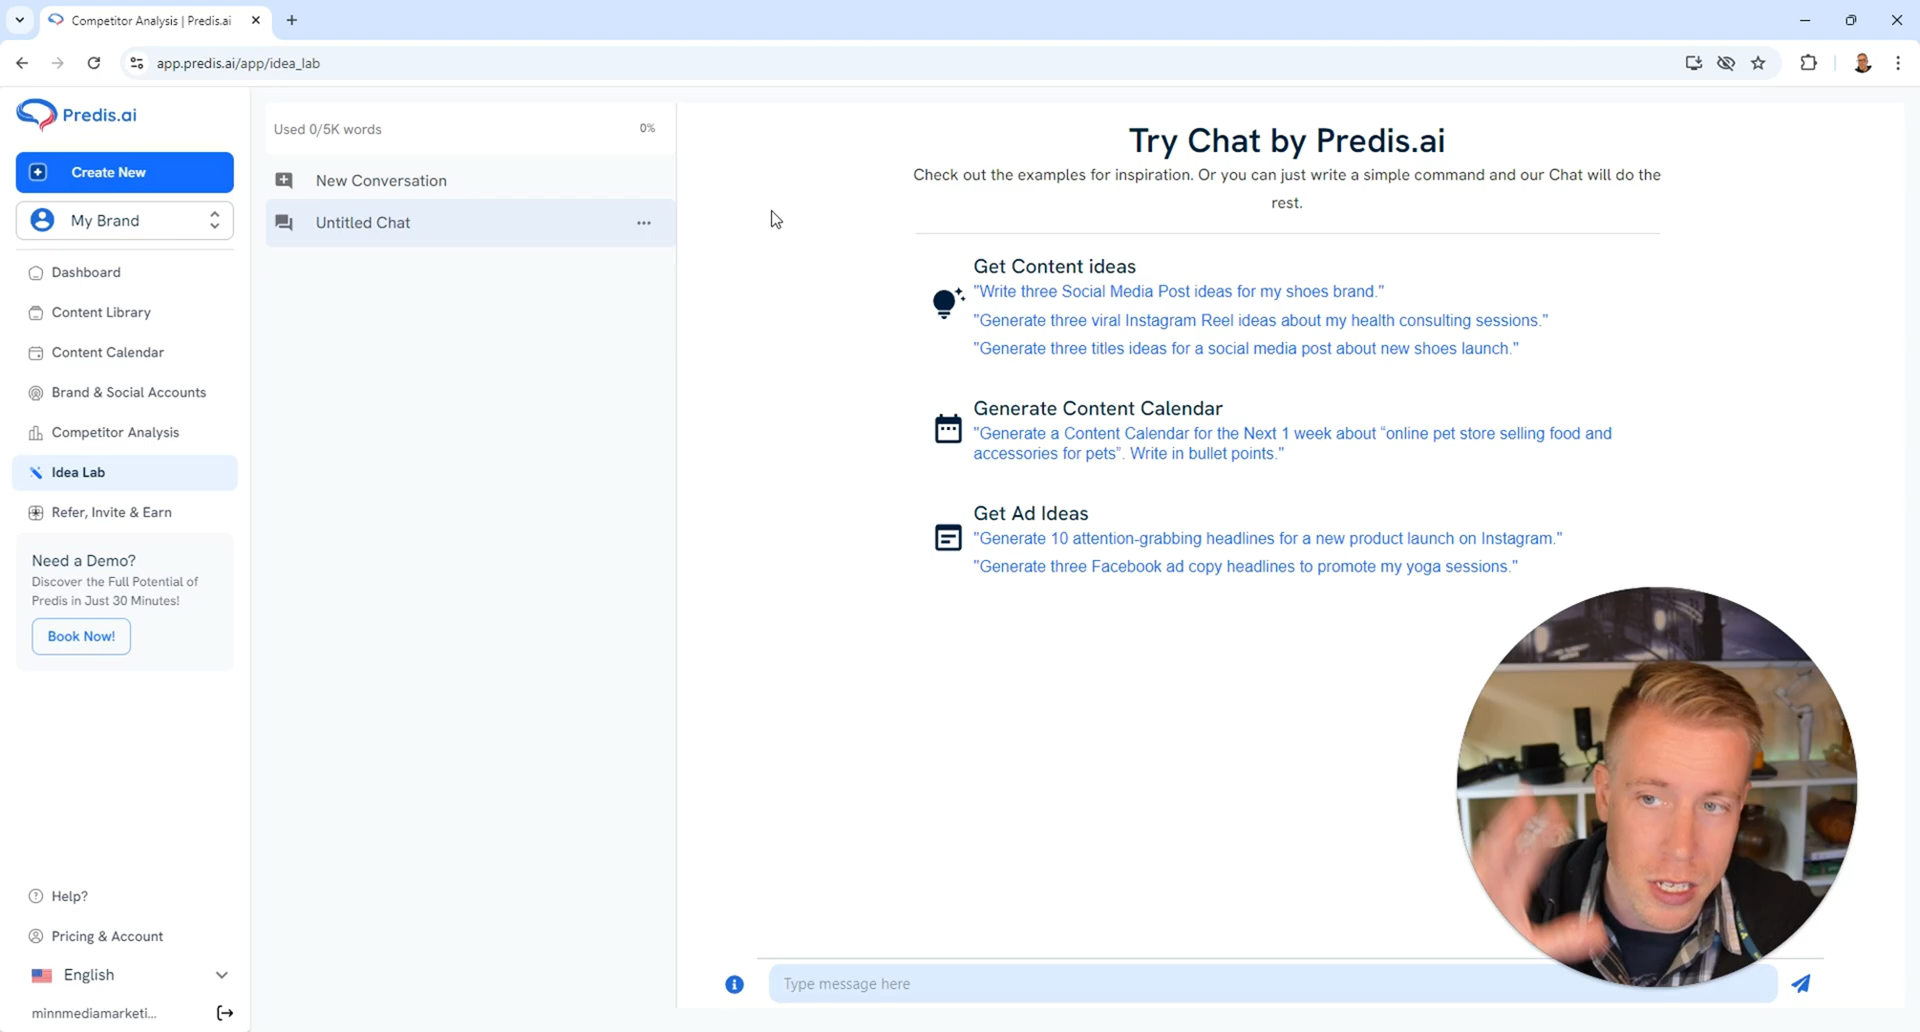 Competitor Analysis | Predis.ai
app.predis.ai/app/idea_lab
Predis.ai
Create New
My Brand
Dashboard
Content Library
Content Calendar
Brand & Social Accounts
Competitor Analysis
Idea Lab
Refer, Invite & Earn
Need a Demo?
Discover the Full Potential of
Predis in Just 30 Minutes!
Book Now!
Help?
Pricing & Account
English
minnmediamarketi...
Used 0/5K words
0%
New Conversation
Untitled Chat
Try Chat by Predis.ai
Check out the examples for inspiration. Or you can just write a simple command and our Chat will do the
rest.
Get Content ideas
"Write three Social Media Post ideas for my shoes brand."
"Generate three viral Instagram Reel ideas about my health consulting sessions."
"Generate three titles ideas for a social media post about new shoes launch."
Generate Content Calendar
"Generate a Content Calendar for the Next 1 week about “online pet store selling food and
accessories for pets”. Write in bullet points."
Get Ad Ideas
"Generate 10 attention-grabbing headlines for a new product launch on Instagram."
"Generate three Facebook ad copy headlines to promote my yoga sessions."
Type message here